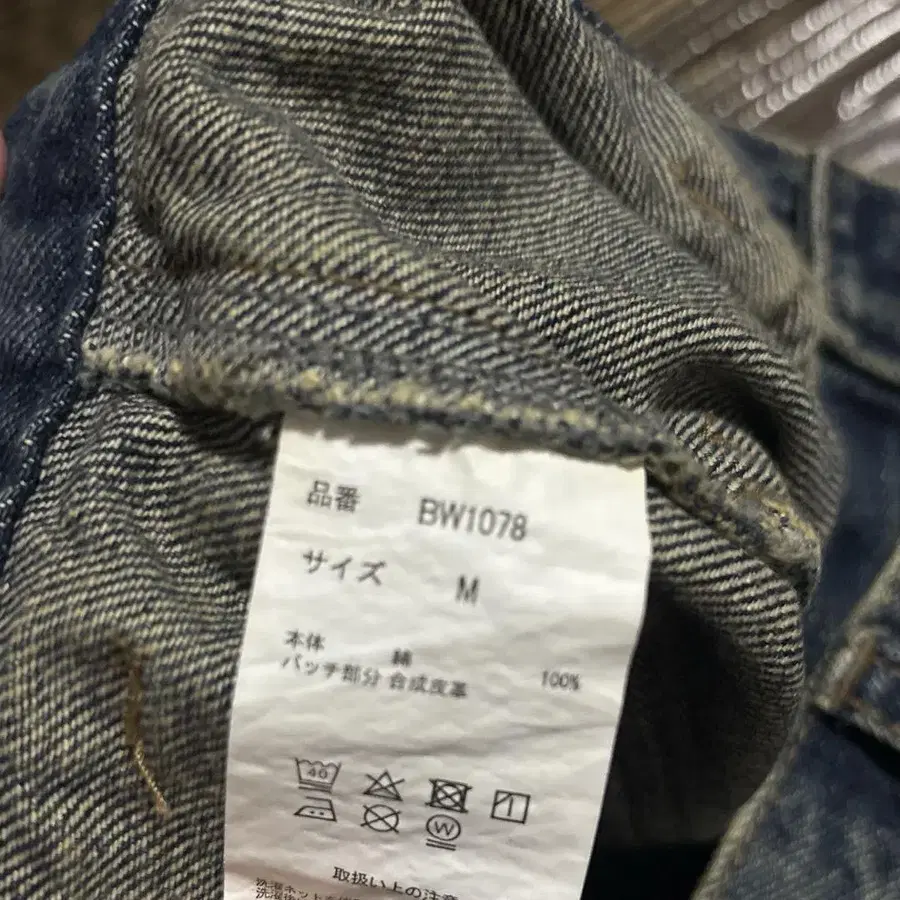 品番 BW1078
サイズ M
本体 綿 100%
パッチ部分 合成皮革
40
W
取扱い上の注意